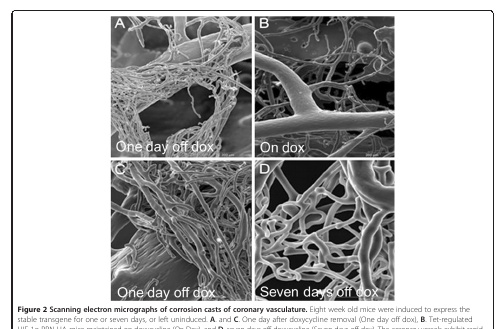 A
B
One day off dox
On dox
C
D
One day off dox
Seven days off dox
Figure 2 Scanning electron micrographs of corrosion casts of coronary vasculature. Eight week old mice were induced to express the
stable transgene for one or seven days, or left uninduced. A. and C. One day after doxycycline removal (One day off dox), B. Tet-regulated